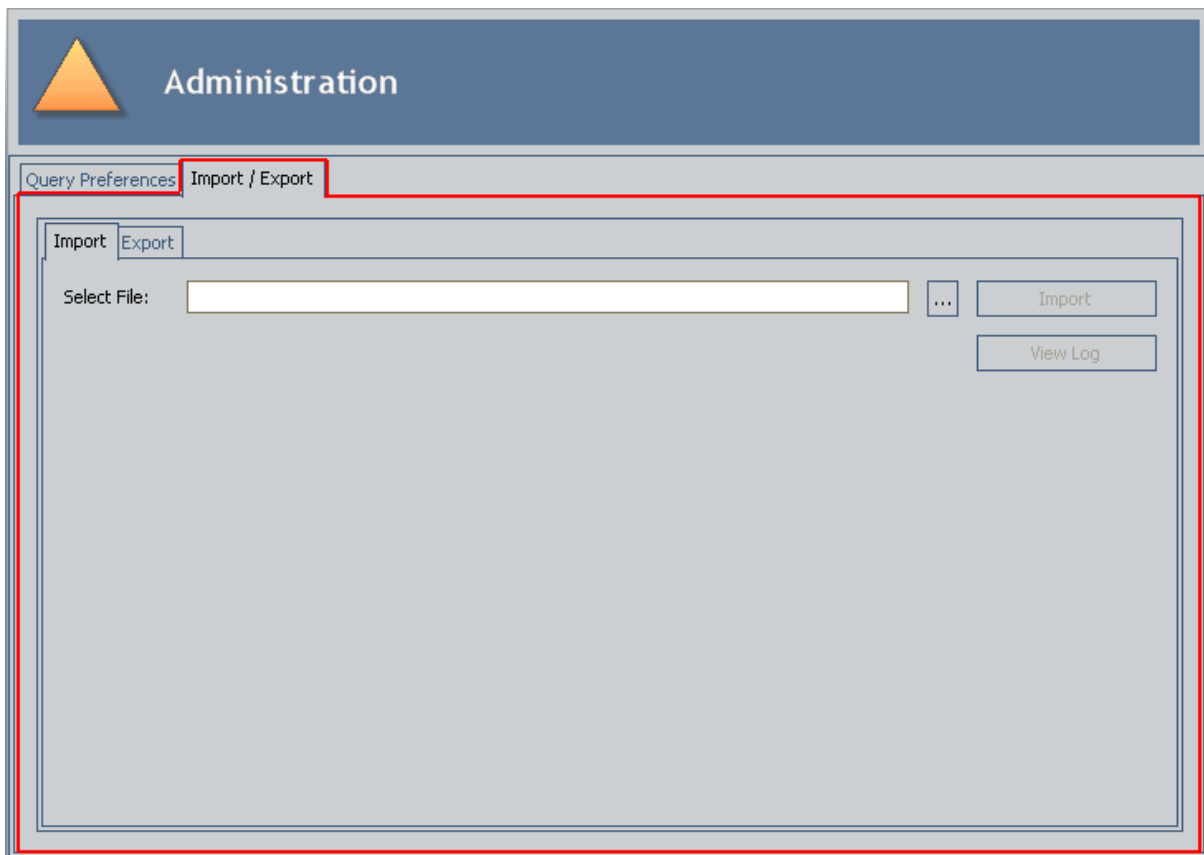 Administration
Query Preferences Import / Export
Import Export
Select File: ... Import
View Log